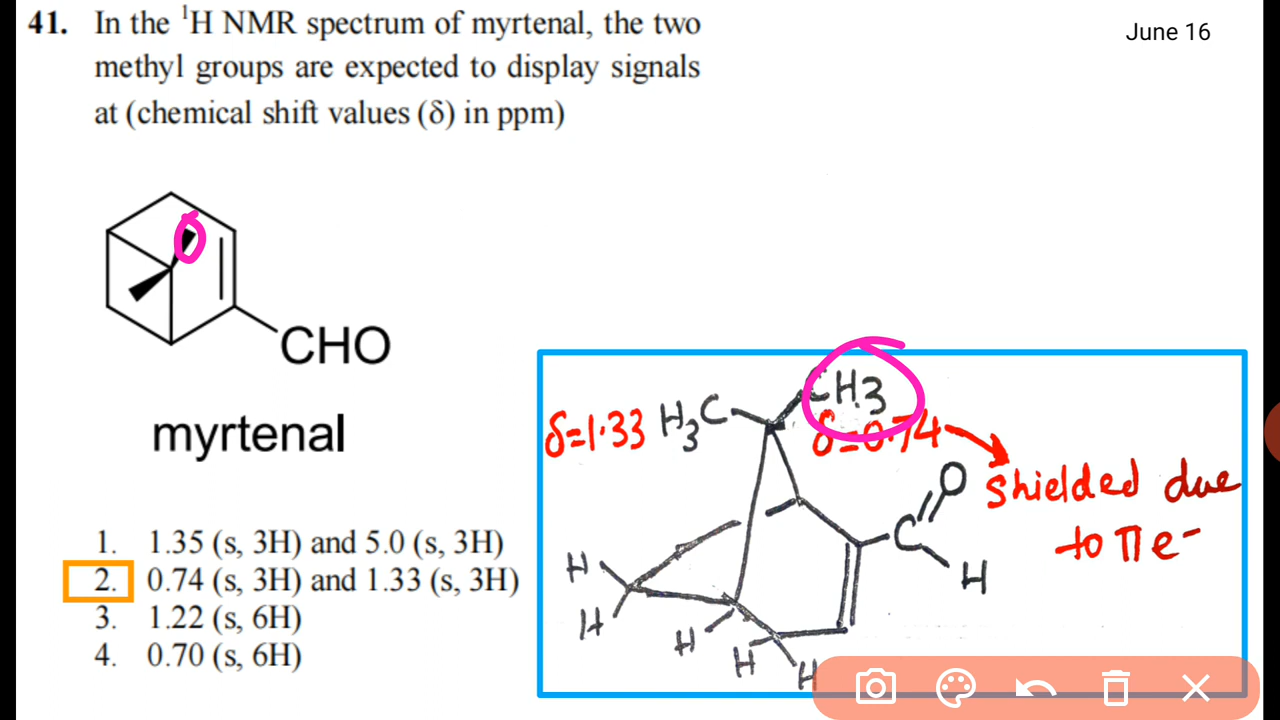 41. In the ¹H NMR spectrum of myrtenal, the two
methyl groups are expected to display signals
at (chemical shift values (δ) in ppm)
June 16
CHO
myrtenal
1. 1.35 (s, 3H) and 5.0 (s, 3H)
2. 0.74 (s, 3H) and 1.33 (s, 3H)
3. 1.22 (s, 6H)
4. 0.70 (s, 6H)
δ=1.33 H₃C CH3
δ=0.74
O
C
H
shielded due
to π e⁻
H
H
H
H
H